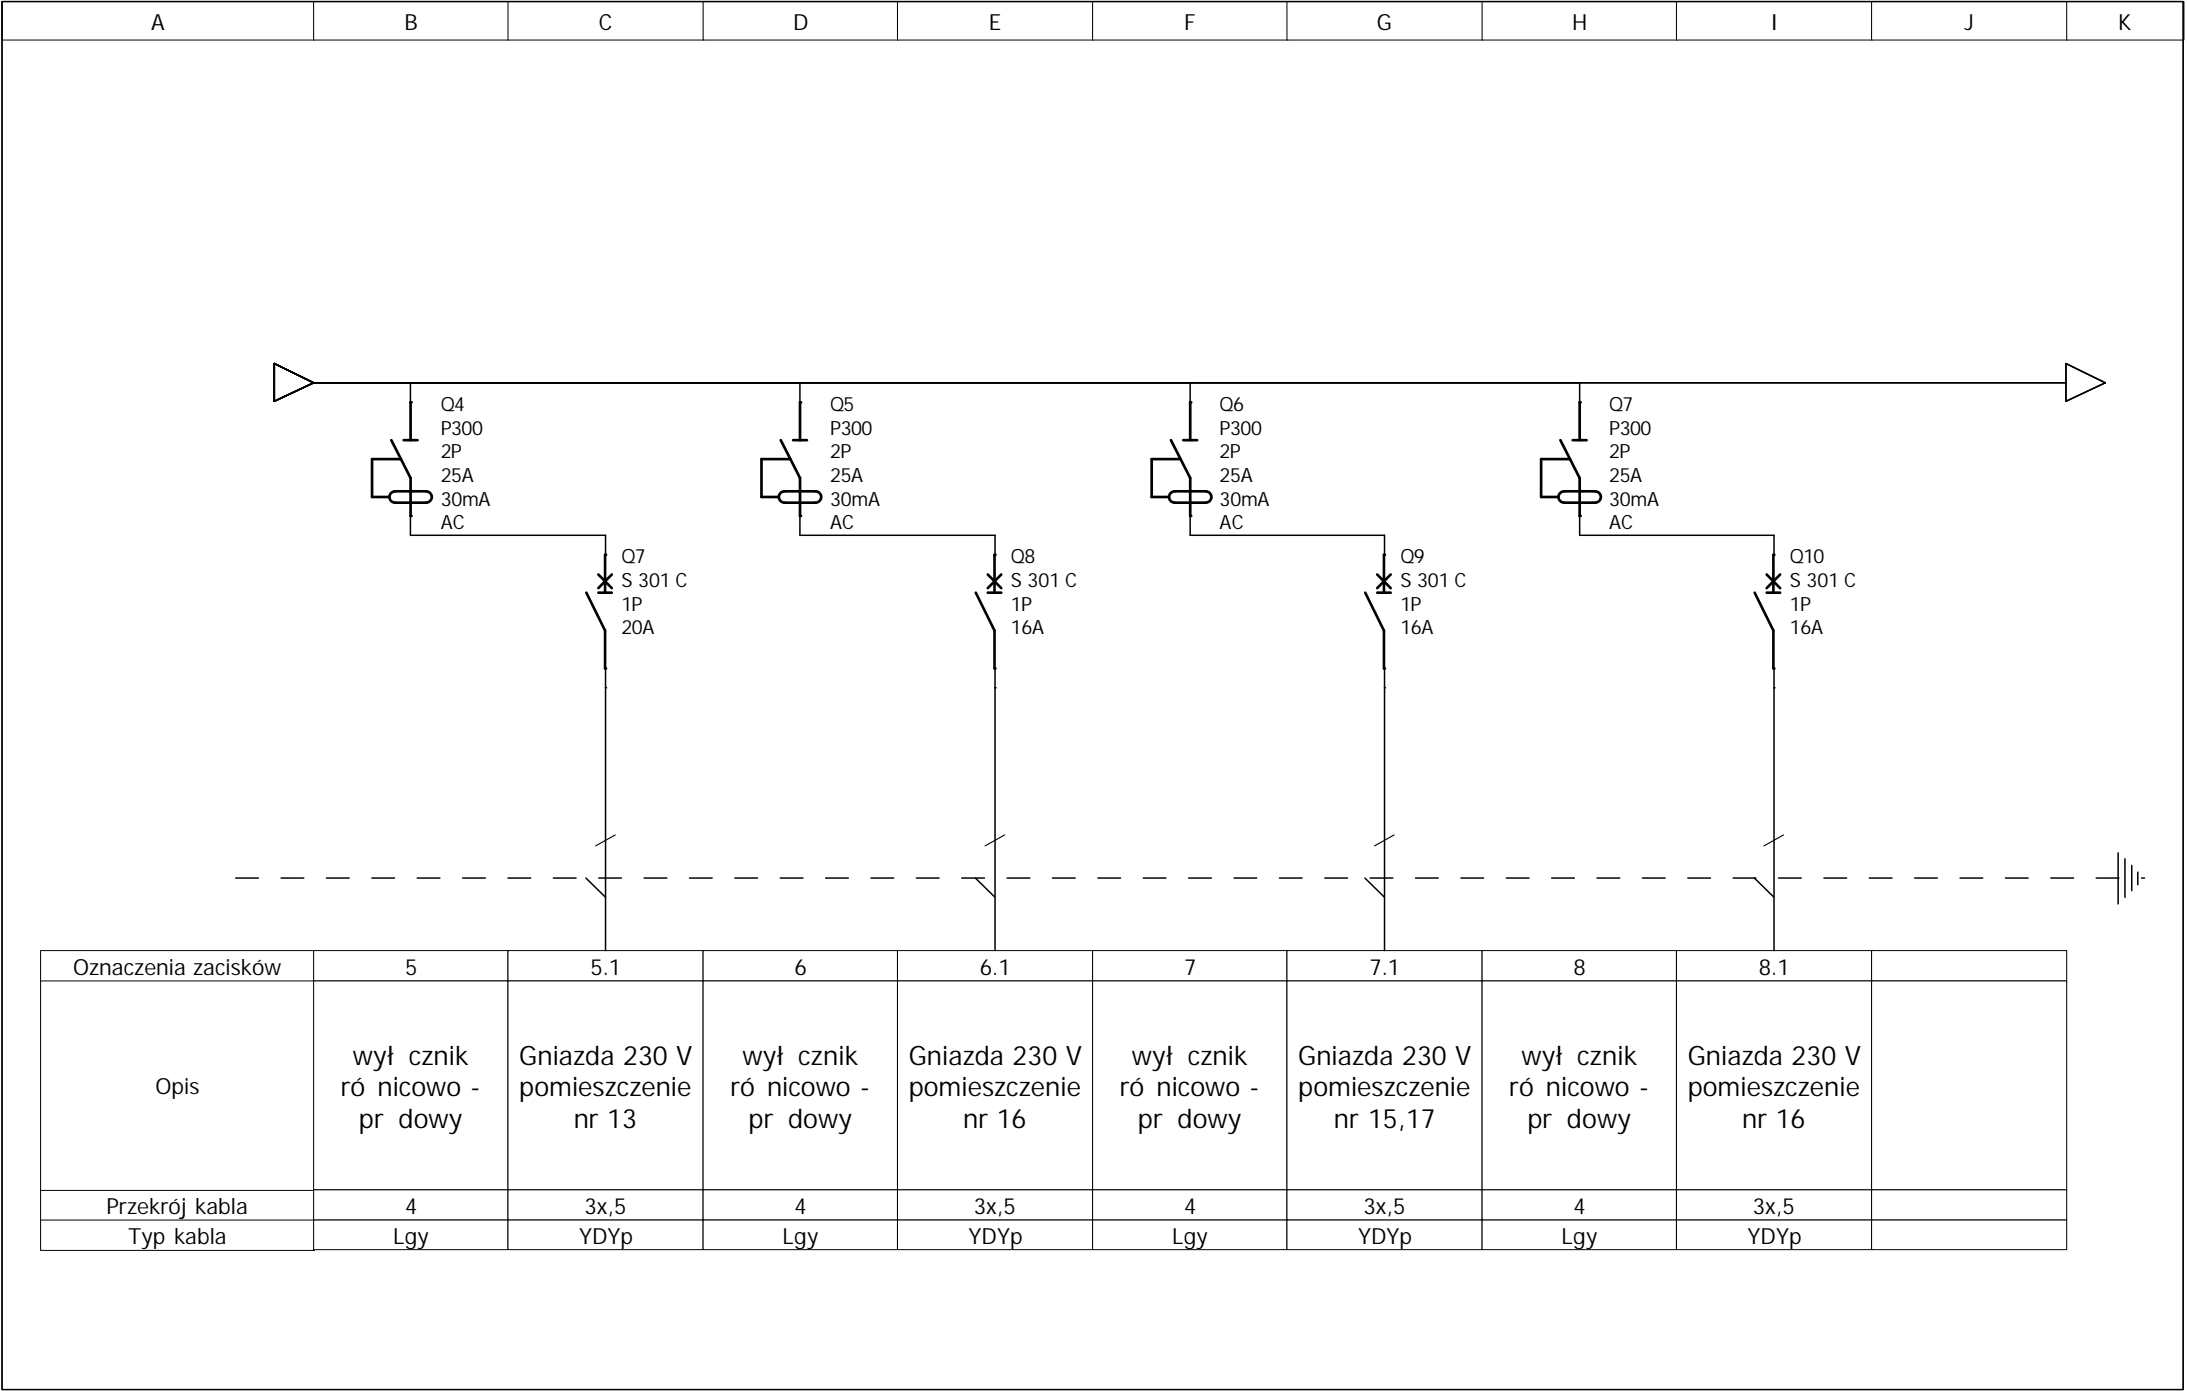 A B C D E F G H I J K
Q4
P300
2P
25A
30mA
AC
Q5
P300
2P
25A
30mA
AC
Q6
P300
2P
25A
30mA
AC
Q7
P300
2P
25A
30mA
AC
Q7
S 301 C
1P
20A
Q8
S 301 C
1P
16A
Q9
S 301 C
1P
16A
Q10
S 301 C
1P
16A
Oznaczenia zacisków 5 5.1 6 6.1 7 7.1 8 8.1
Opis
wył cznik
ró nicowo -
pr dowy
Gniazda 230 V
pomieszczenie
nr 13
wył cznik
ró nicowo -
pr dowy
Gniazda 230 V
pomieszczenie
nr 16
wył cznik
ró nicowo -
pr dowy
Gniazda 230 V
pomieszczenie
nr 15,17
wył cznik
ró nicowo -
pr dowy
Gniazda 230 V
pomieszczenie
nr 16
Przekrój kabla 4 3x,5 4 3x,5 4 3x,5 4 3x,5
Typ kabla Lgy YDYp Lgy YDYp Lgy YDYp Lgy YDYp